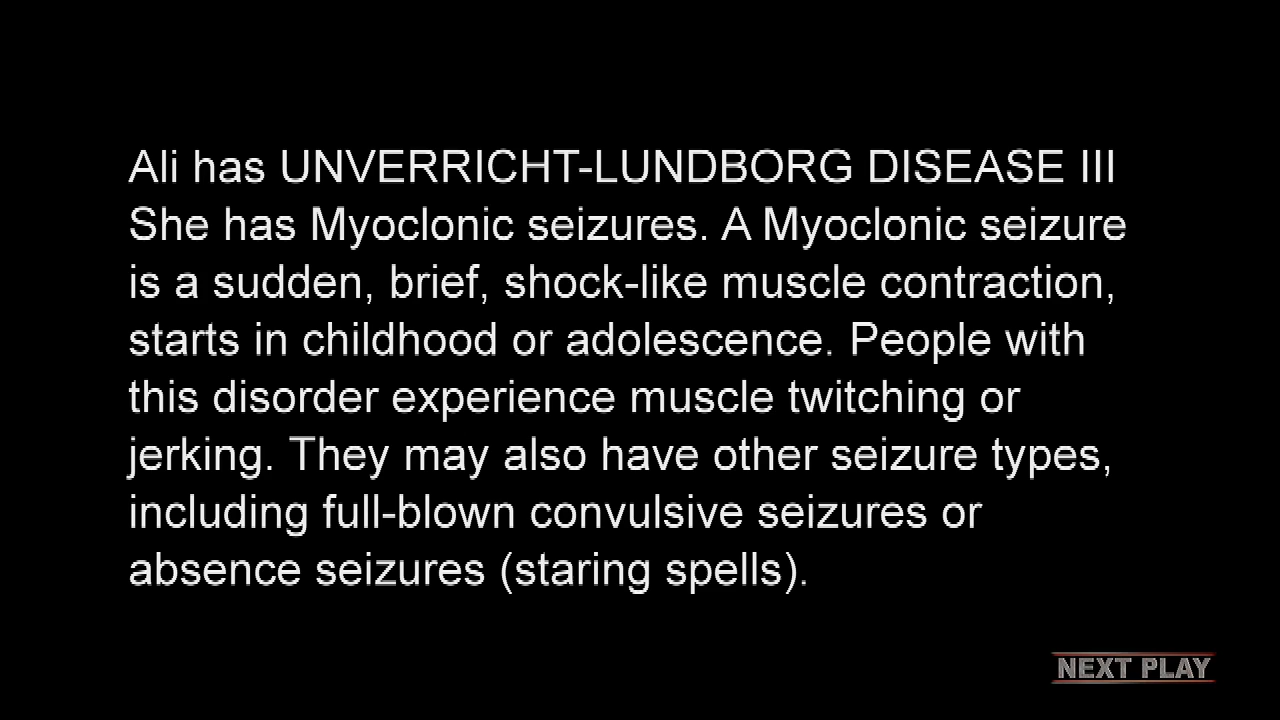 Ali has UNVERRICHT-LUNDBORG DISEASE III
She has Myoclonic seizures. A Myoclonic seizure
is a sudden, brief, shock-like muscle contraction,
starts in childhood or adolescence. People with
this disorder experience muscle twitching or
jerking. They may also have other seizure types,
including full-blown convulsive seizures or
absence seizures (staring spells).
NEXT PLAY